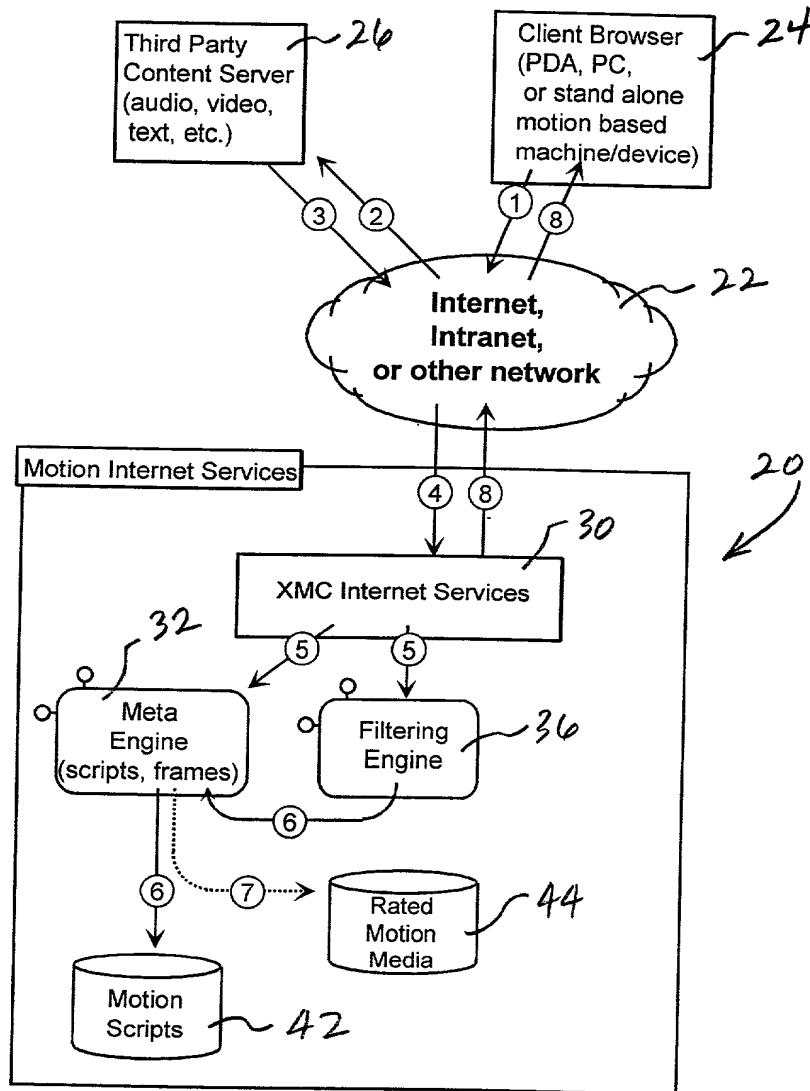 Third Party
Content Server
(audio, video,
text, etc.)
26
Client Browser
(PDA, PC,
or stand alone
motion based
machine/device)
24
3
2
1
8
Internet,
Intranet,
or other network
22
Motion Internet Services
4
8
20
XMC Internet Services
30
5
5
32
Meta
Engine
(scripts, frames)
Filtering
Engine
36
6
6
7
Rated
Motion
Media
44
Motion
Scripts
42